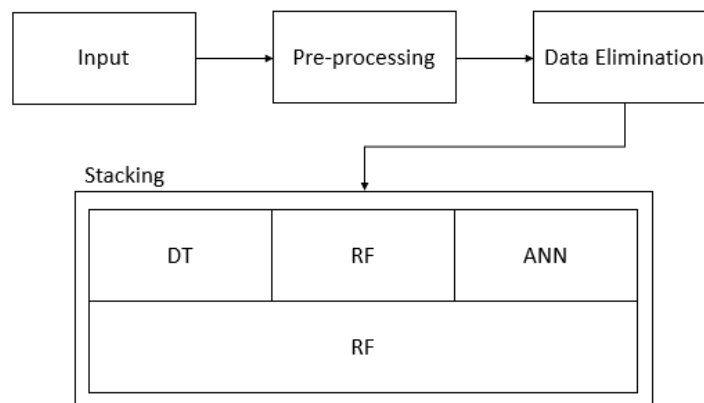 Input
Pre-processing
Data Elimination
Stacking
DT
RF
ANN
RF